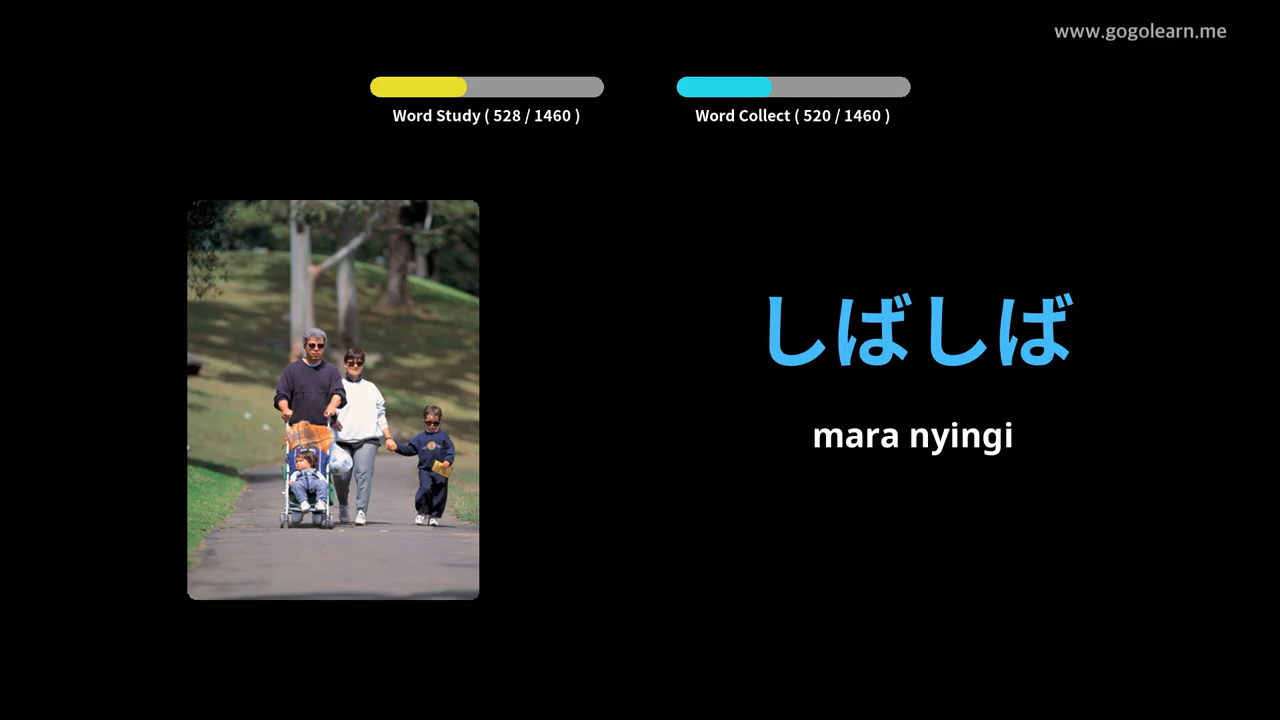 www.gogolearn.me
Word Study ( 528 / 1460 )
Word Collect ( 520 / 1460 )
しばしば
mara nyingi